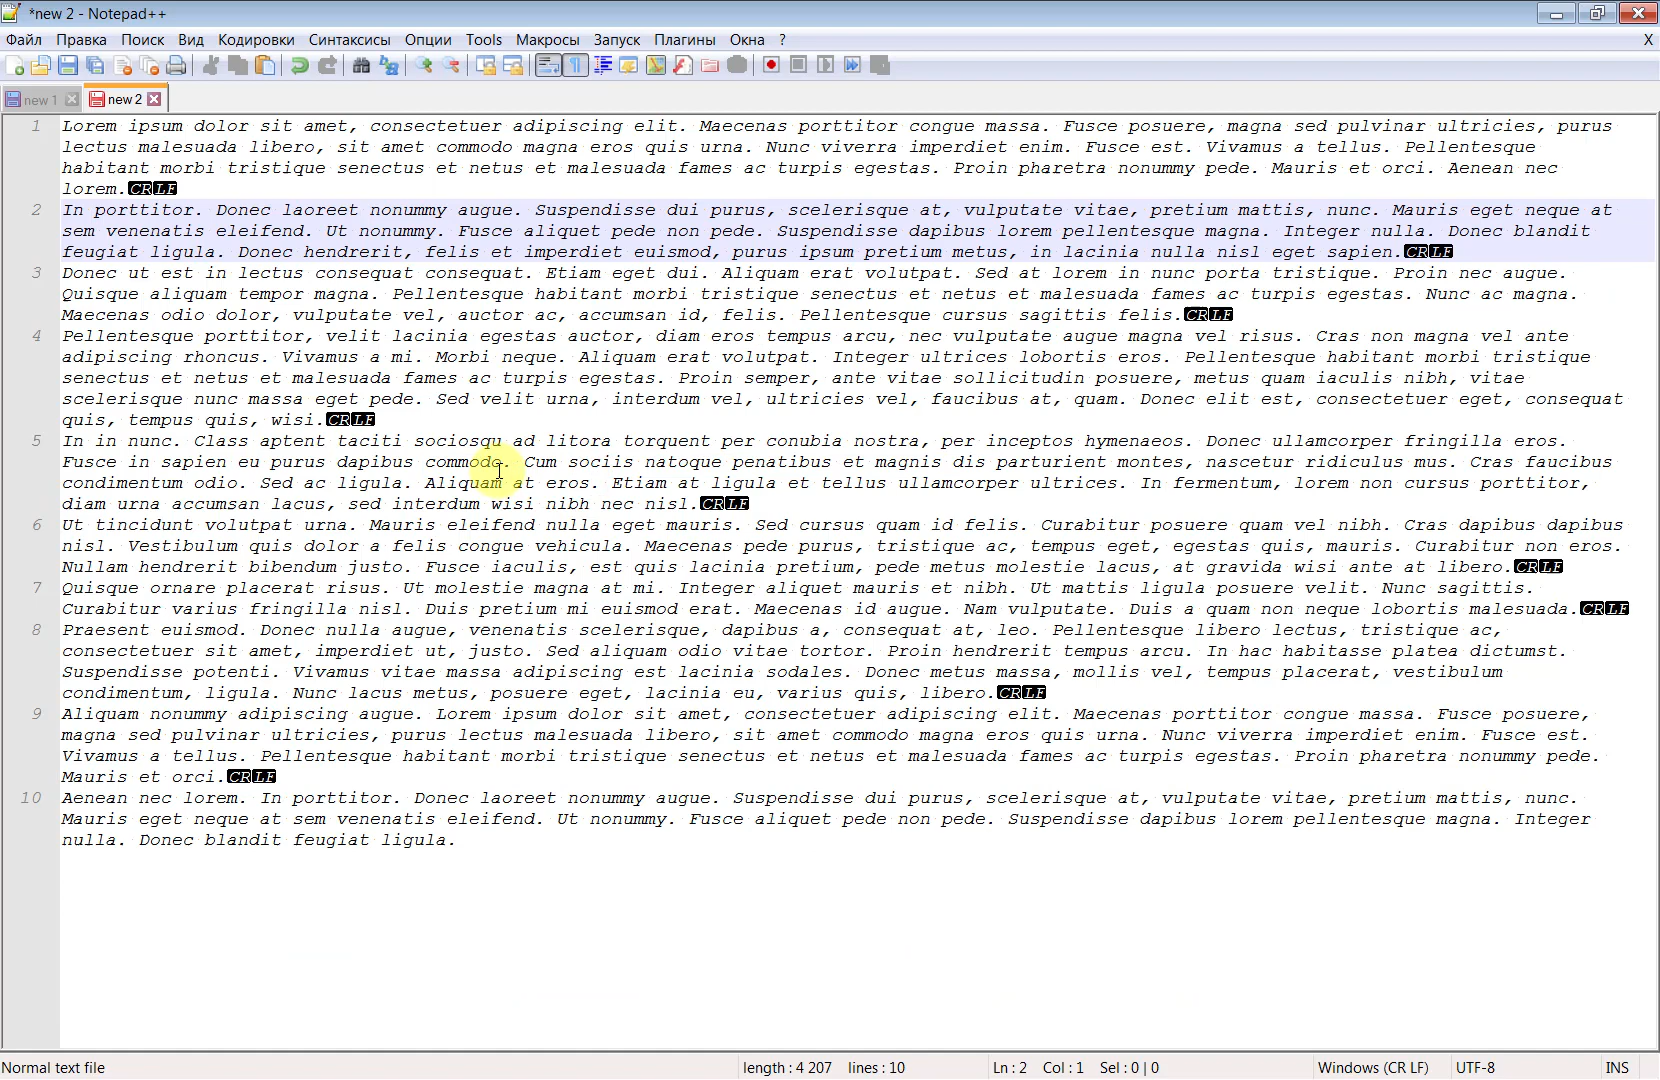 *new 2 - Notepad++
Файл Правка Поиск Вид Кодировки Синтаксисы Опции Tools Макросы Запуск Плагины Окна ? X
new 1 new 2
1 Lorem ipsum dolor sit amet, consectetuer adipiscing elit. Maecenas porttitor congue massa. Fusce posuere, magna sed pulvinar ultricies, purus
lectus malesuada libero, sit amet commodo magna eros quis urna. Nunc viverra imperdiet enim. Fusce est. Vivamus a tellus. Pellentesque
habitant morbi tristique senectus et netus et malesuada fames ac turpis egestas. Proin pharetra nonummy pede. Mauris et orci. Aenean nec
lorem.CRLF
2 In porttitor. Donec laoreet nonummy augue. Suspendisse dui purus, scelerisque at, vulputate vitae, pretium mattis, nunc. Mauris eget neque at
sem venenatis eleifend. Ut nonummy. Fusce aliquet pede non pede. Suspendisse dapibus lorem pellentesque magna. Integer nulla. Donec blandit
feugiat ligula. Donec hendrerit, felis et imperdiet euismod, purus ipsum pretium metus, in lacinia nulla nisl eget sapien.CRLF
3 Donec ut est in lectus consequat consequat. Etiam eget dui. Aliquam erat volutpat. Sed at lorem in nunc porta tristique. Proin nec augue.
Quisque aliquam tempor magna. Pellentesque habitant morbi tristique senectus et netus et malesuada fames ac turpis egestas. Nunc ac magna.
Maecenas odio dolor, vulputate vel, auctor ac, accumsan id, felis. Pellentesque cursus sagittis felis.CRLF
4 Pellentesque porttitor, velit lacinia egestas auctor, diam eros tempus arcu, nec vulputate augue magna vel risus. Cras non magna vel ante
adipiscing rhoncus. Vivamus a mi. Morbi neque. Aliquam erat volutpat. Integer ultrices lobortis eros. Pellentesque habitant morbi tristique
senectus et netus et malesuada fames ac turpis egestas. Proin semper, ante vitae sollicitudin posuere, metus quam iaculis nibh, vitae
scelerisque nunc massa eget pede. Sed velit urna, interdum vel, ultricies vel, faucibus at, quam. Donec elit est, consectetuer eget, consequat
quis, tempus quis, wisi.CRLF
5 In in nunc. Class aptent taciti sociosqu ad litora torquent per conubia nostra, per inceptos hymenaeos. Donec ullamcorper fringilla eros.
Fusce in sapien eu purus dapibus commodo. Cum sociis natoque penatibus et magnis dis parturient montes, nascetur ridiculus mus. Cras faucibus
condimentum odio. Sed ac ligula. Aliquam at eros. Etiam at ligula et tellus ullamcorper ultrices. In fermentum, lorem non cursus porttitor,
diam urna accumsan lacus, sed interdum wisi nibh nec nisl.CRLF
6 Ut tincidunt volutpat urna. Mauris eleifend nulla eget mauris. Sed cursus quam id felis. Curabitur posuere quam vel nibh. Cras dapibus dapibus
nisl. Vestibulum quis dolor a felis congue vehicula. Maecenas pede purus, tristique ac, tempus eget, egestas quis, mauris. Curabitur non eros.
Nullam hendrerit bibendum justo. Fusce iaculis, est quis lacinia pretium, pede metus molestie lacus, at gravida wisi ante at libero.CRLF
7 Quisque ornare placerat risus. Ut molestie magna at mi. Integer aliquet mauris et nibh. Ut mattis ligula posuere velit. Nunc sagittis.
Curabitur varius fringilla nisl. Duis pretium mi euismod erat. Maecenas id augue. Nam vulputate. Duis a quam non neque lobortis malesuada.CRLF
8 Praesent euismod. Donec nulla augue, venenatis scelerisque, dapibus a, consequat at, leo. Pellentesque libero lectus, tristique ac,
consectetuer sit amet, imperdiet ut, justo. Sed aliquam odio vitae tortor. Proin hendrerit tempus arcu. In hac habitasse platea dictumst.
Suspendisse potenti. Vivamus vitae massa adipiscing est lacinia sodales. Donec metus massa, mollis vel, tempus placerat, vestibulum
condimentum, ligula. Nunc lacus metus, posuere eget, lacinia eu, varius quis, libero.CRLF
9 Aliquam nonummy adipiscing augue. Lorem ipsum dolor sit amet, consectetuer adipiscing elit. Maecenas porttitor congue massa. Fusce posuere,
magna sed pulvinar ultricies, purus lectus malesuada libero, sit amet commodo magna eros quis urna. Nunc viverra imperdiet enim. Fusce est.
Vivamus a tellus. Pellentesque habitant morbi tristique senectus et netus et malesuada fames ac turpis egestas. Proin pharetra nonummy pede.
Mauris et orci.CRLF
10 Aenean nec lorem. In porttitor. Donec laoreet nonummy augue. Suspendisse dui purus, scelerisque at, vulputate vitae, pretium mattis, nunc.
Mauris eget neque at sem venenatis eleifend. Ut nonummy. Fusce aliquet pede non pede. Suspendisse dapibus lorem pellentesque magna. Integer
nulla. Donec blandit feugiat ligula.
Normal text file length : 4 207 lines : 10 Ln : 2 Col : 1 Sel : 0 | 0 Windows (CR LF) UTF-8 INS